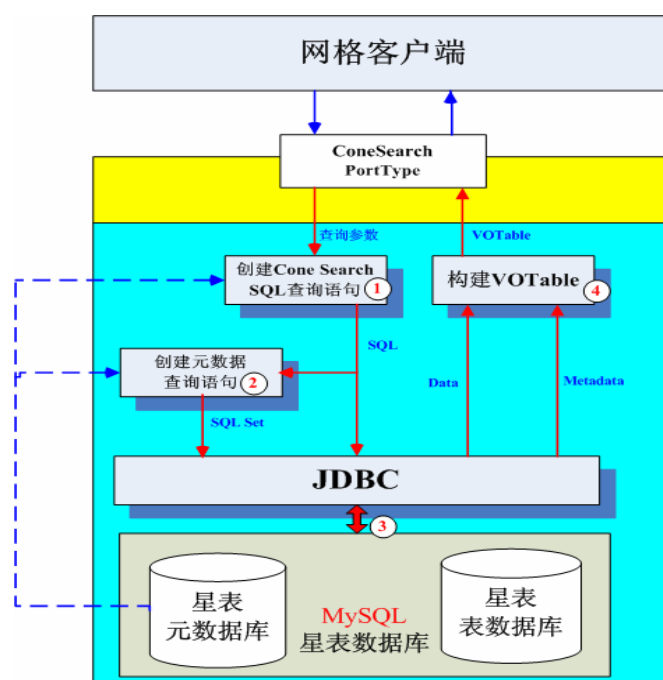 网格客户端
ConeSearch
PortType
查询参数
VOTable
创建Cone Search
SQL查询语句
1
构建VOTable
4
SQL
创建元数据
查询语句
2
Data
Metadata
SQL Set
JDBC
3
星表
元数据库
MySQL
星表数据库
星表
表数据库